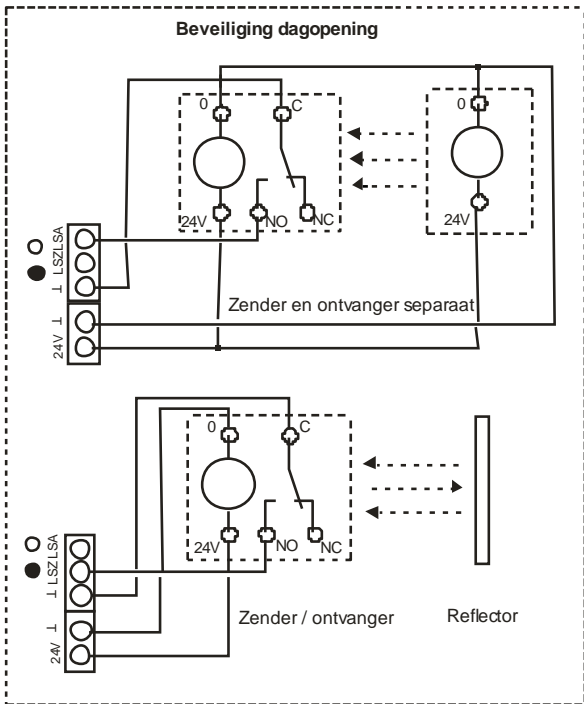 Beveiliging dagopening
0
C
0
24V
NO
NC
24V
LSZ LSA
⊥
Zender en ontvanger separaat
24V ⊥
0
C
24V
NO
NC
LSZ LSA
⊥
Zender / ontvanger
Reflector
24V ⊥